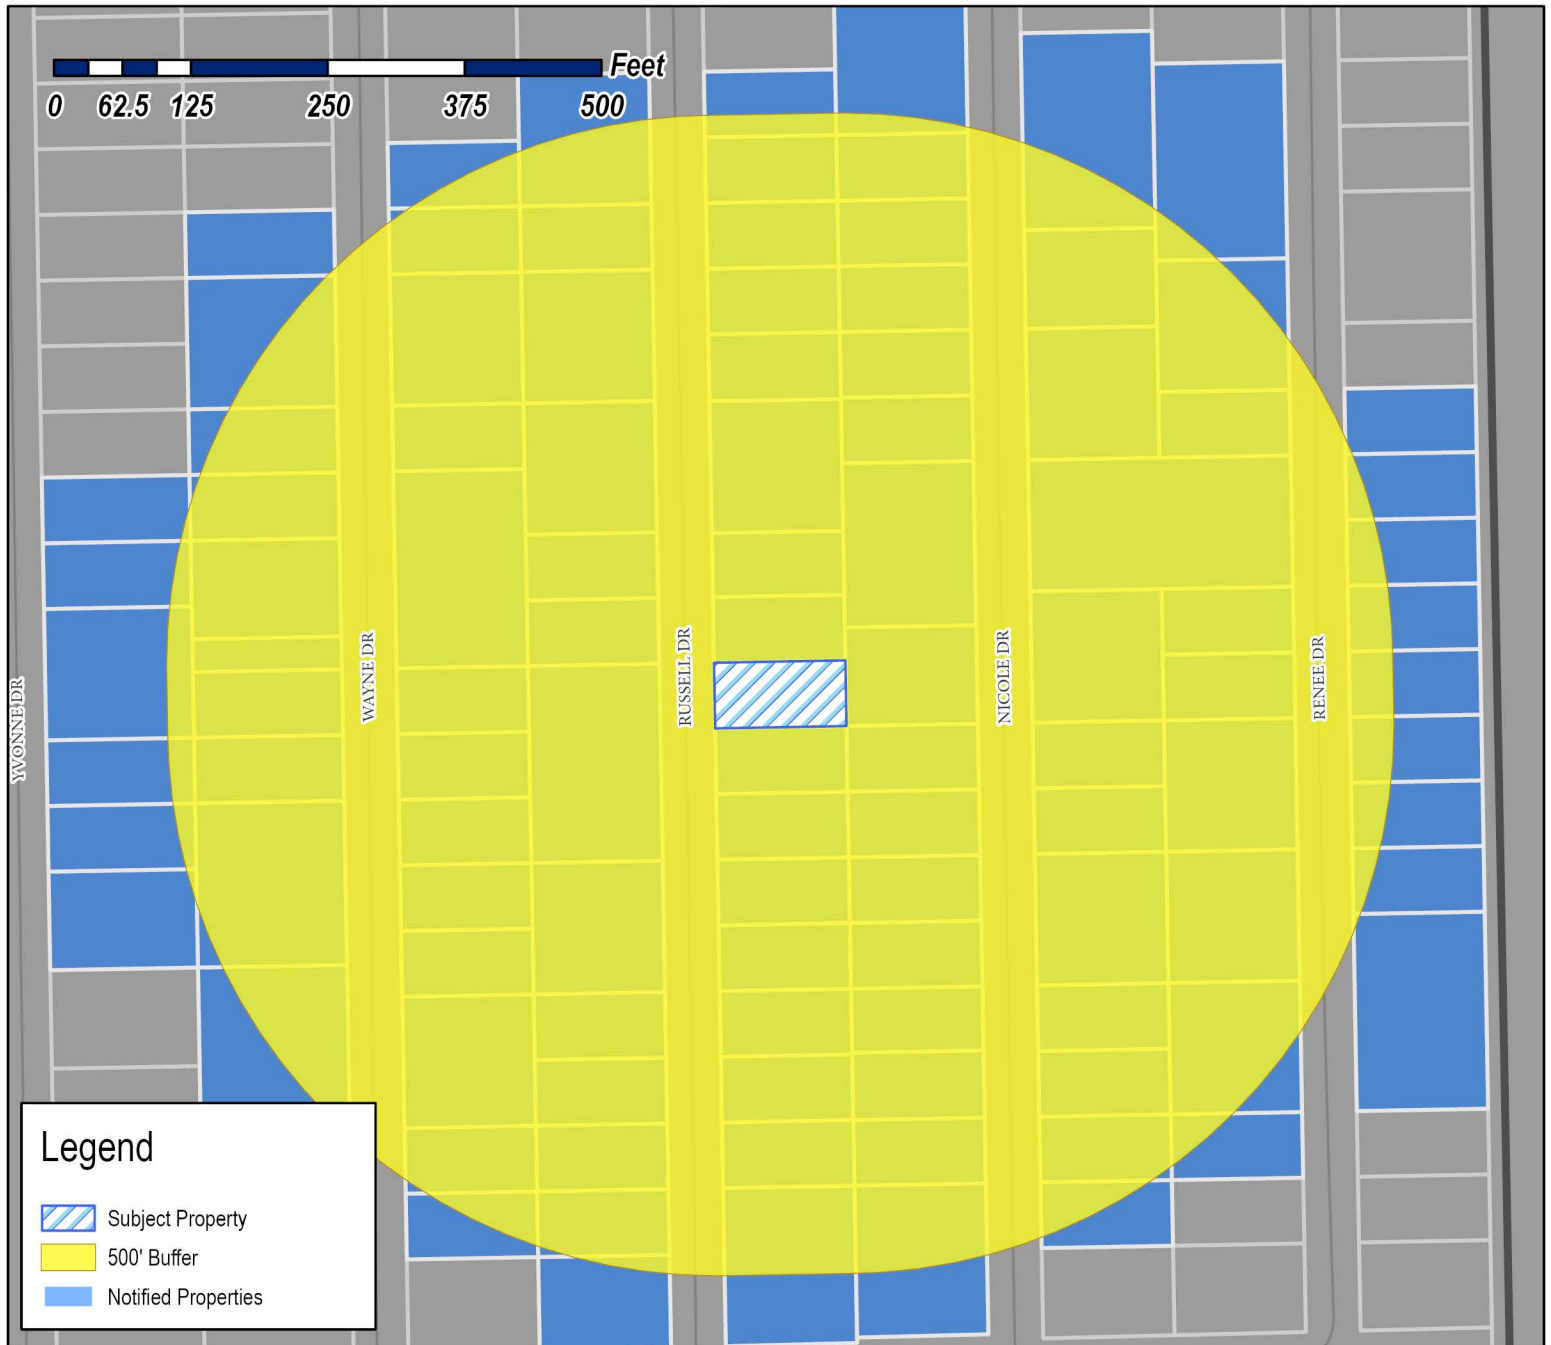 Feet
0 62.5 125 250 375 500
YVONNE DR
WAYNE DR
RUSSELL DR
NICOLE DR
RENEE DR
Legend
Subject Property
500' Buffer
Notified Properties